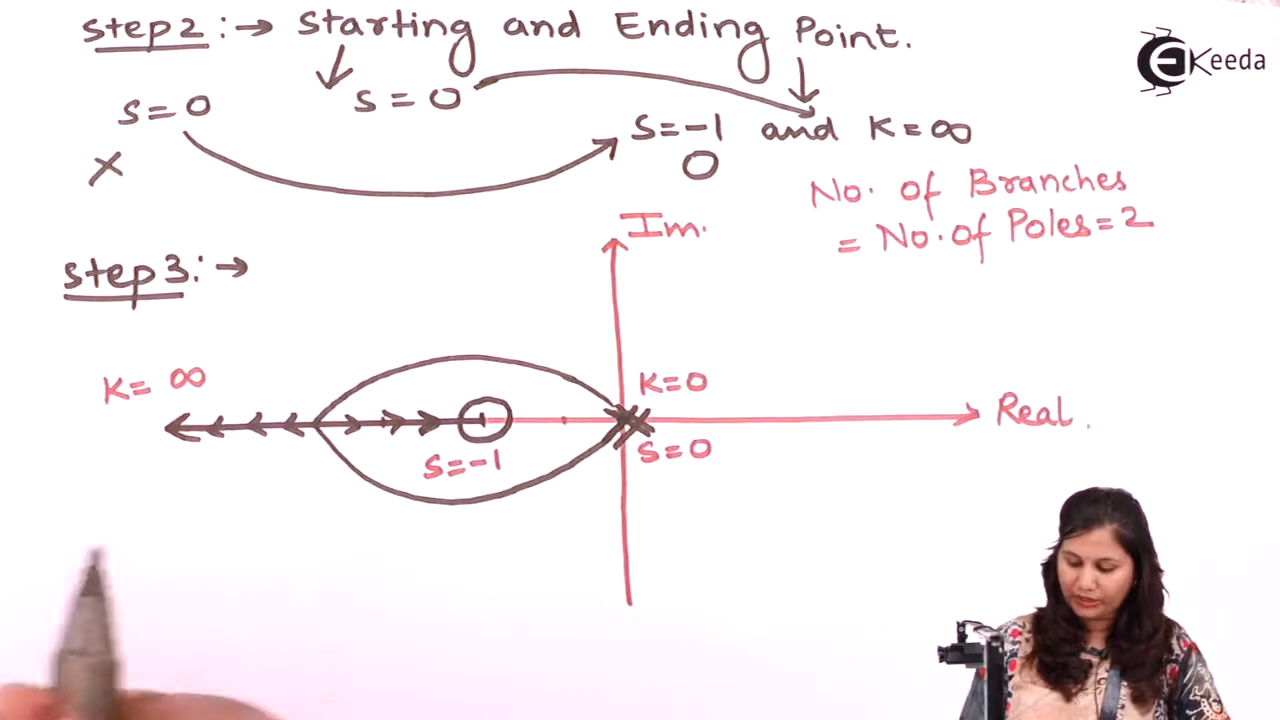 step2 :→ Starting and Ending Point.
EKeeda
s=0
s=0
s=-1 and K=∞
No. of Branches
= No. of Poles=2
Im.
step3 :→
K= ∞
K=0
Real.
s=-1
s=0